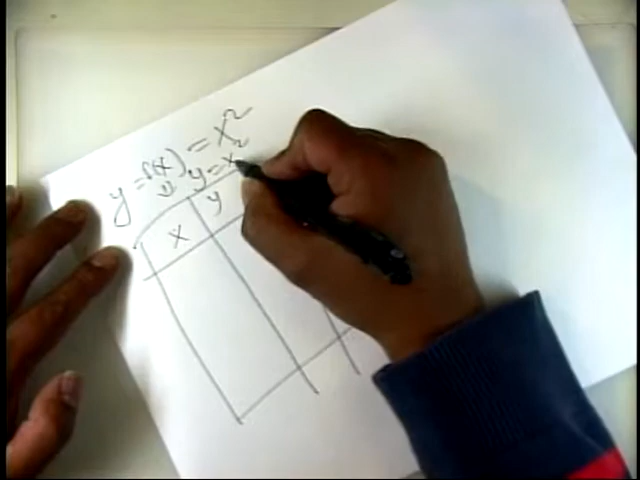 y = f(x) = x²
y = x²
x y